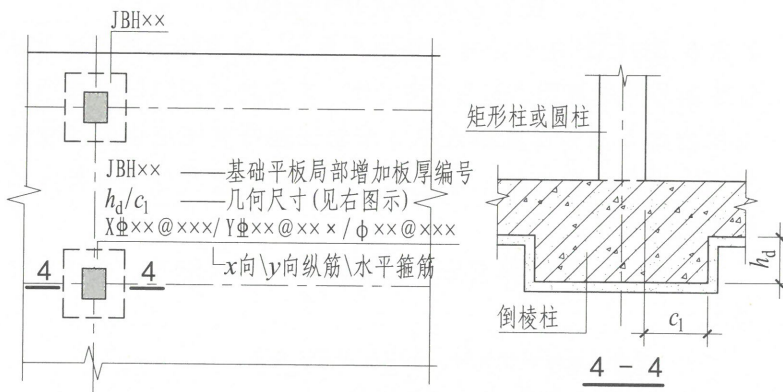 JBH××
JBH×× ——基础平板局部增加板厚编号
h_d/c_1 ——几何尺寸(见右图示)
XΦ××@×××/YΦ××@×××/ϕ××@×××
x向\y向纵筋\水平箍筋
4 4
矩形柱或圆柱
倒棱柱
h_d
c_1
4 - 4